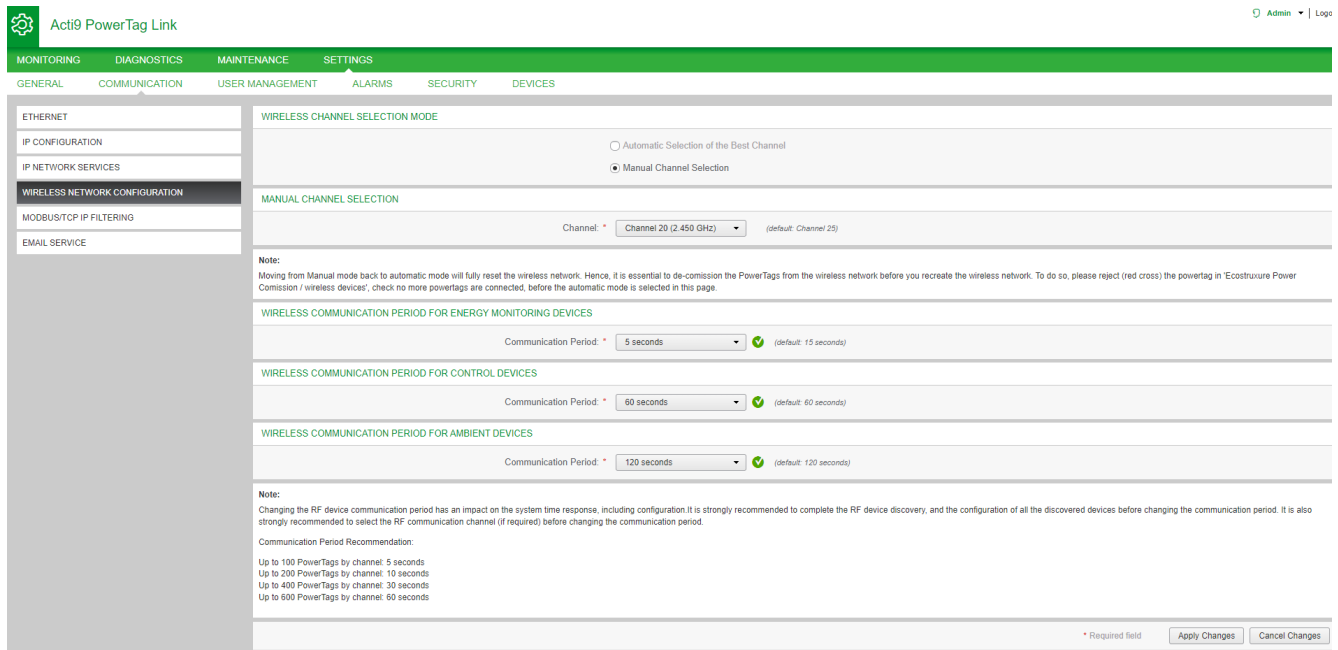 Acti9 PowerTag Link
Admin
MONITORING DIAGNOSTICS MAINTENANCE SETTINGS
GENERAL COMMUNICATION USER MANAGEMENT ALARMS SECURITY DEVICES
ETHERNET
IP CONFIGURATION
IP NETWORK SERVICES
WIRELESS NETWORK CONFIGURATION
MODBUS/TCP IP FILTERING
EMAIL SERVICE
WIRELESS CHANNEL SELECTION MODE
Automatic Selection of the Best Channel
Manual Channel Selection
MANUAL CHANNEL SELECTION
Channel: * Channel 20 (2.450 GHz) (default: Channel 25)
Note:
Moving from Manual mode back to automatic mode will fully reset the wireless network. Hence, it is essential to de-comission the PowerTags from the wireless network before you recreate the wireless network. To do so, please reject (red cross) the powertag in 'Ecostruxure Power
Comission / wireless devices', check no more powertags are connected, before the automatic mode is selected in this page.
WIRELESS COMMUNICATION PERIOD FOR ENERGY MONITORING DEVICES
Communication Period: * 5 seconds (default: 15 seconds)
WIRELESS COMMUNICATION PERIOD FOR CONTROL DEVICES
Communication Period: * 60 seconds (default: 60 seconds)
WIRELESS COMMUNICATION PERIOD FOR AMBIENT DEVICES
Communication Period: * 120 seconds (default: 120 seconds)
Note:
Changing the RF device communication period has an impact on the system time response, including configuration.It is strongly recommended to complete the RF device discovery, and the configuration of all the discovered devices before changing the communication period. It is also
strongly recommended to select the RF communication channel (if required) before changing the communication period.
Communication Period Recommendation:
Up to 100 PowerTags by channel: 5 seconds
Up to 200 PowerTags by channel: 10 seconds
Up to 400 PowerTags by channel: 30 seconds
Up to 600 PowerTags by channel: 60 seconds
* Required field Apply Changes Cancel Changes